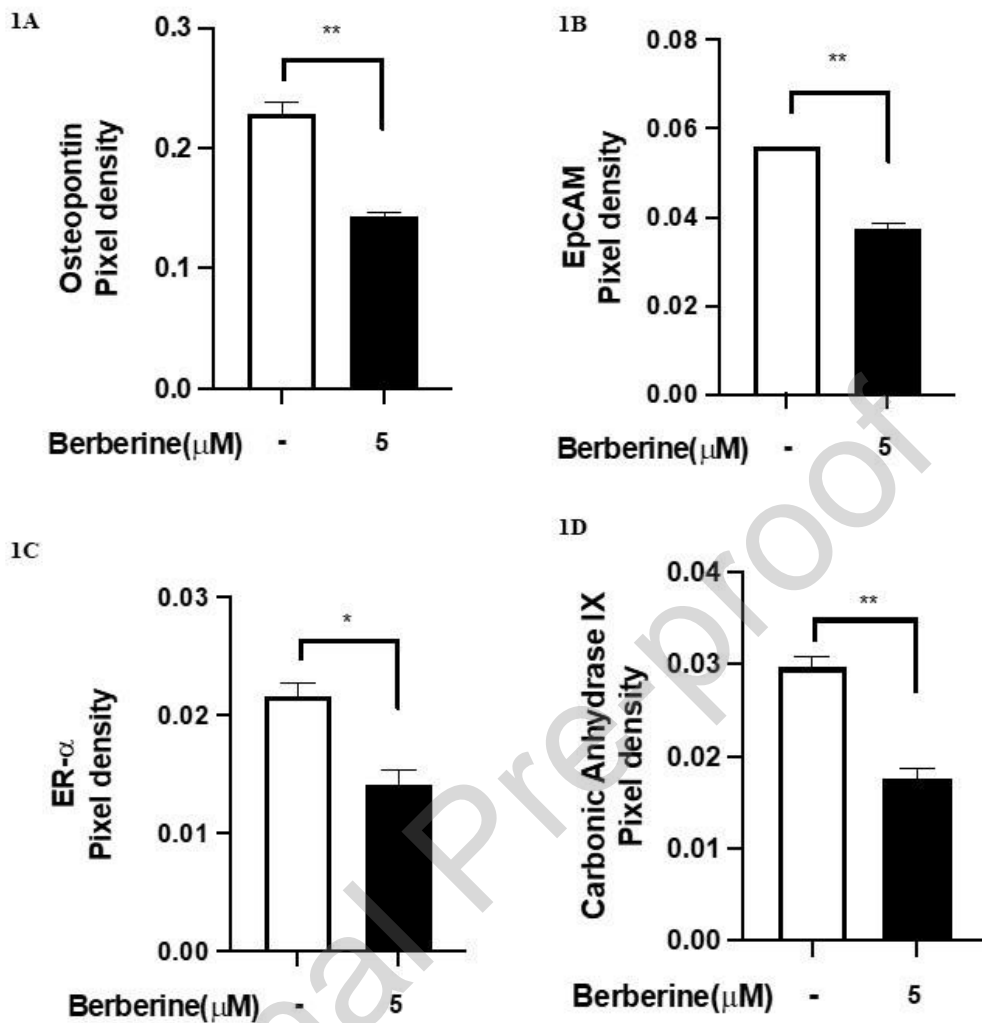 1A
Osteopontin
Pixel density
0.3
0.2
0.1
0.0
**
Berberine(μM) - 5
1B
EpCAM
Pixel density
0.08
0.06
0.04
0.02
0.00
**
Berberine(μM) - 5
1C
ER-α
Pixel density
0.03
0.02
0.01
0.00
*
Berberine(μM) - 5
1D
Carbonic Anhydrase IX
Pixel density
0.04
0.03
0.02
0.01
0.00
**
Berberine(μM) - 5
nal Pre-proof